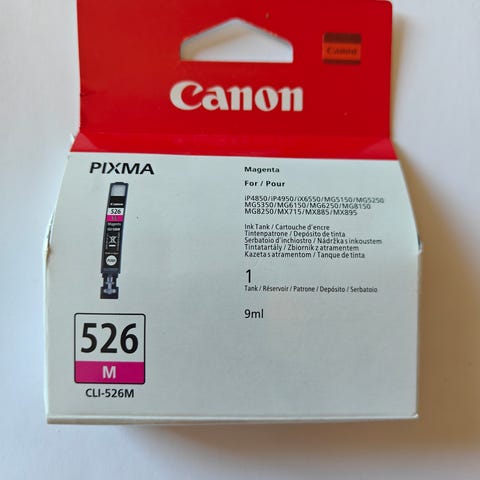 Canon
Canon
PIXMA
Canon
526
Magenta
526
M
CLI-526M
Magenta
For / Pour
iP4850/iP4950/iX6550/MG5150/MG5250
MG5350/MG6150/MG6250/MG8150
MG8250/MX715/MX885/MX895
Ink Tank / Cartouche d'encre
Tintenpatrone / Depósito de tinta
Serbatoio d'inchiostro / Nádržka s inkoustem
Tintatartály / Zbiornik z atramentem
Kazeta s atramentom / Tanque de tinta
1
Tank / Réservoir / Patrone / Depósito / Serbatoio
9ml